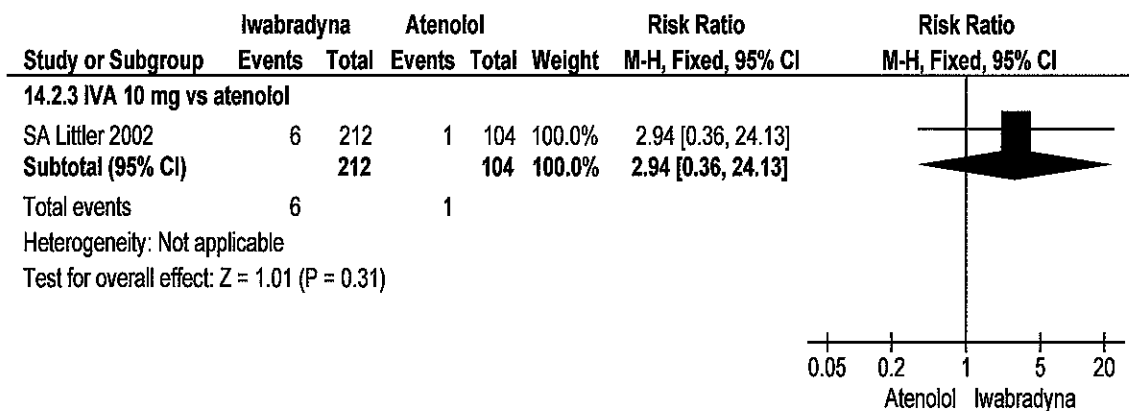 Iwabradyna Atenolol Risk Ratio Risk Ratio
Study or Subgroup Events Total Events Total Weight M-H, Fixed, 95% CI M-H, Fixed, 95% CI
14.2.3 IVA 10 mg vs atenolol
SA Littler 2002 6 212 1 104 100.0% 2.94 [0.36, 24.13]
Subtotal (95% CI) 212 104 100.0% 2.94 [0.36, 24.13]
Total events 6 1
Heterogeneity: Not applicable
Test for overall effect: Z = 1.01 (P = 0.31)
0.05 0.2 1 5 20
Atenolol Iwabradyna